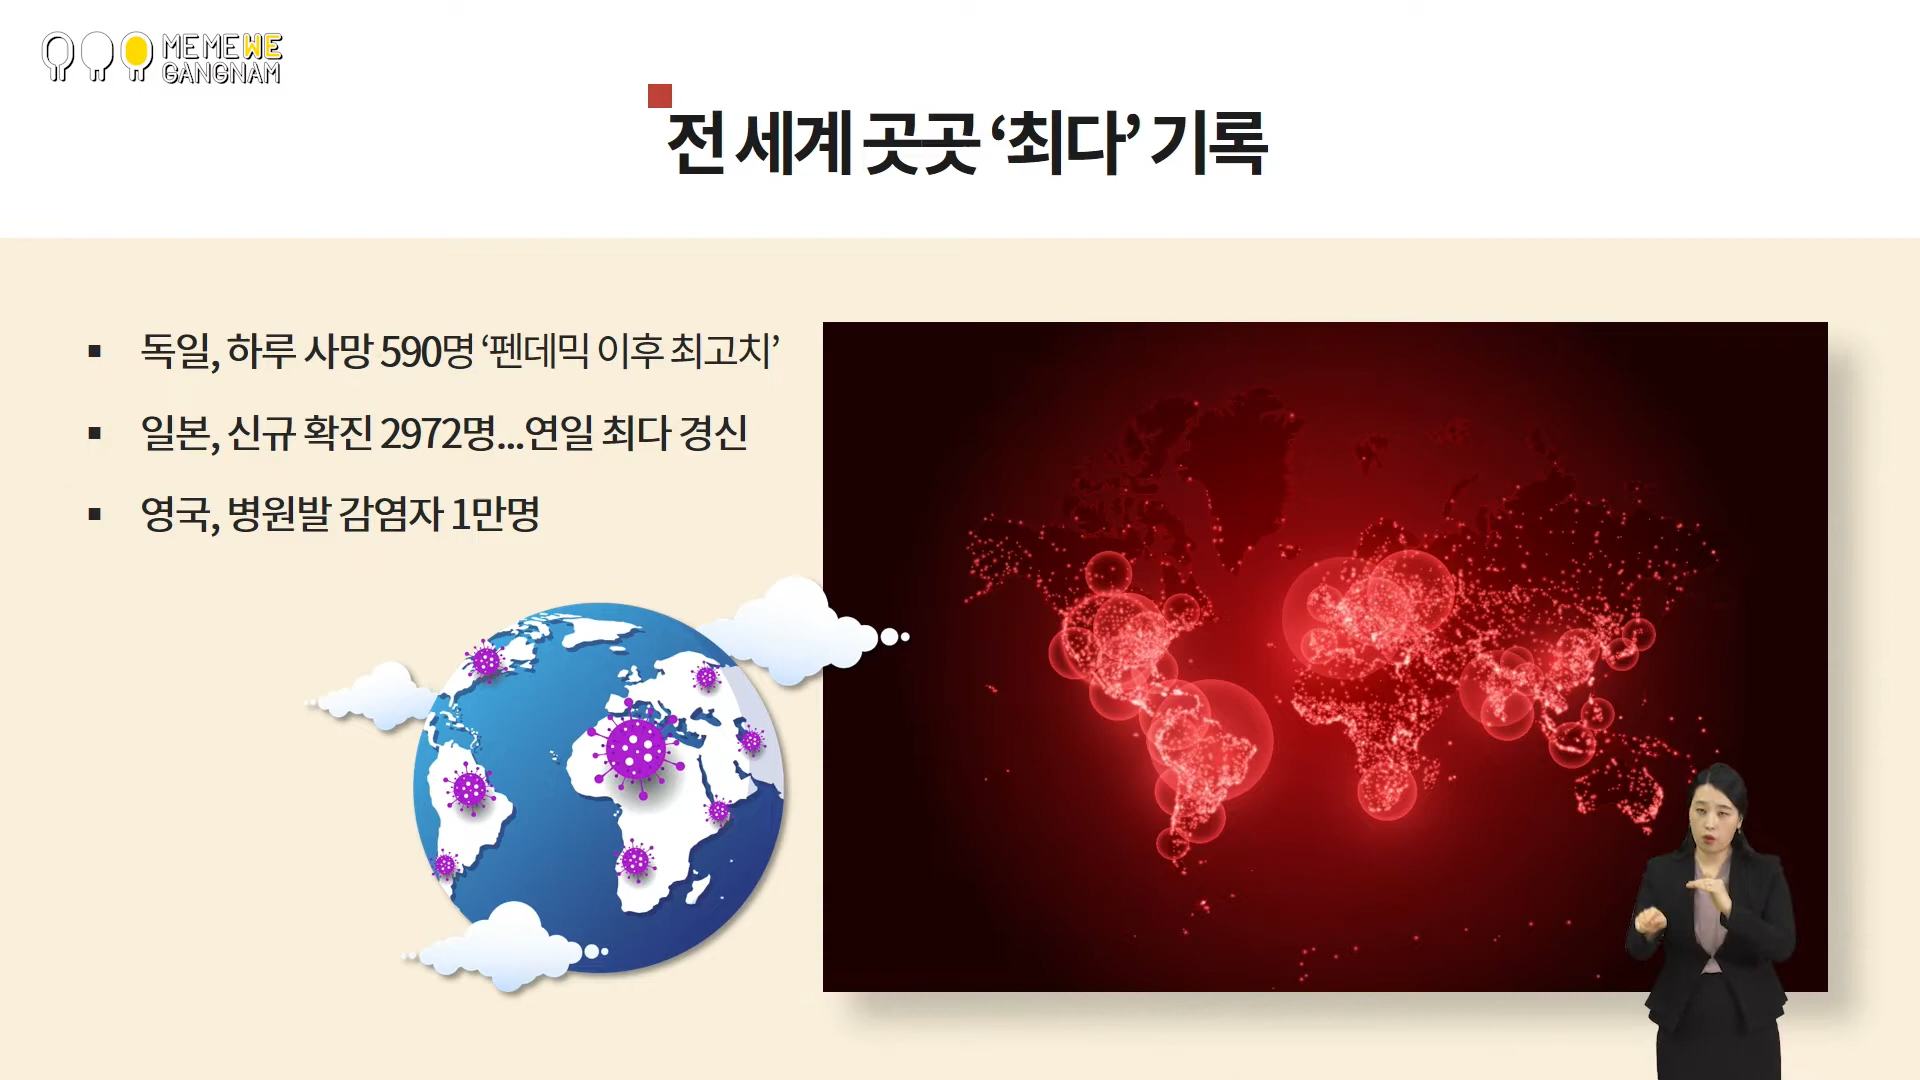 MEMEWE
GANGNAM
전 세계 곳곳 ‘최다’ 기록
▪ 독일, 하루 사망 590명 ‘펜데믹 이후 최고치’
▪ 일본, 신규 확진 2972명...연일 최다 경신
▪ 영국, 병원발 감염자 1만명